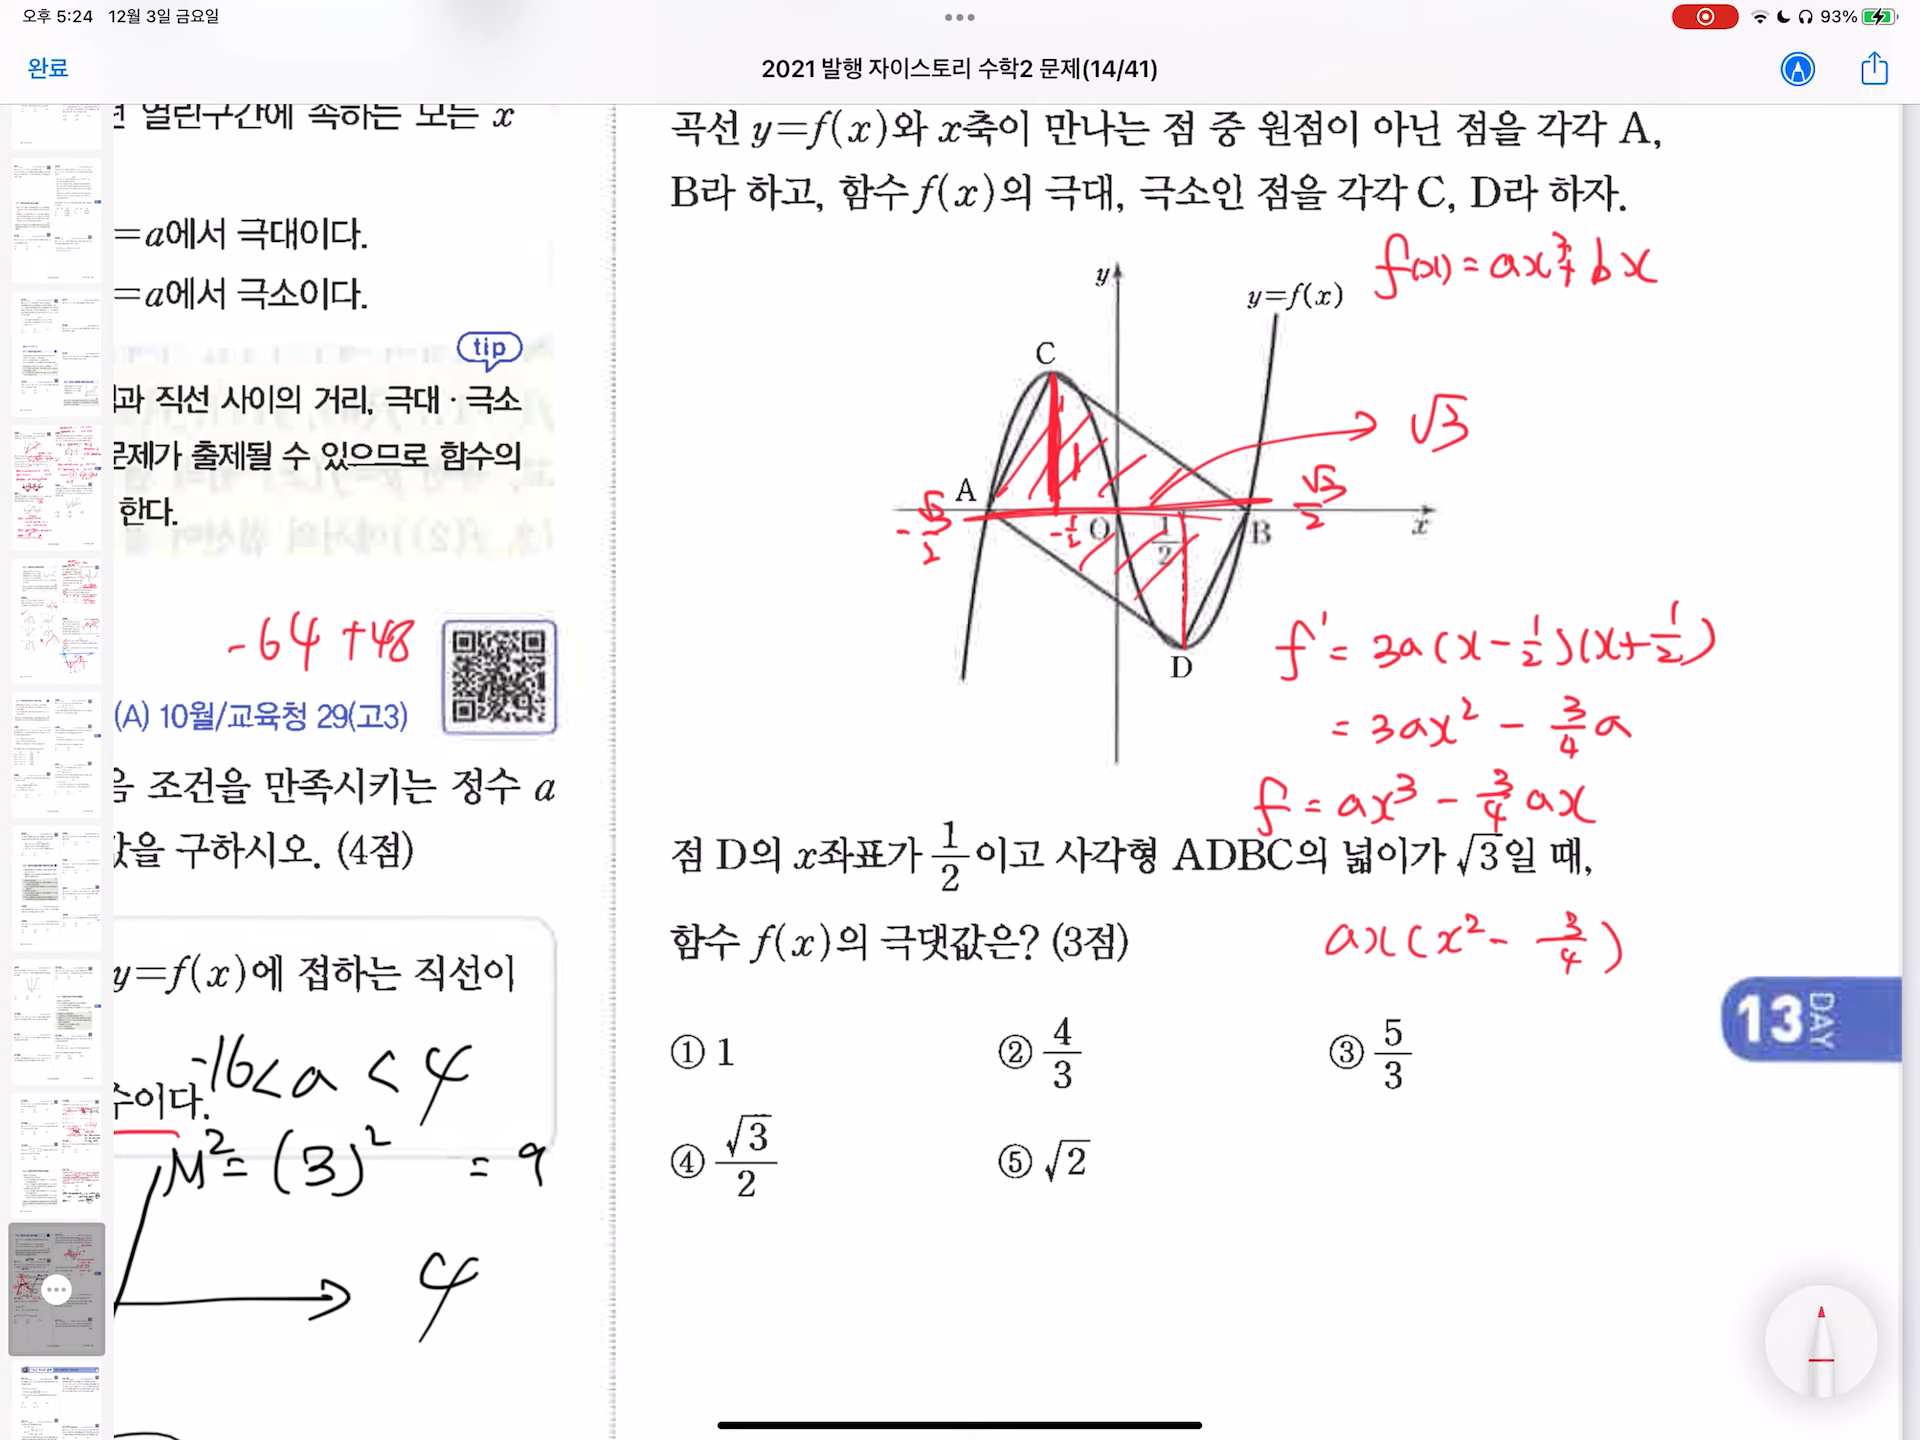 오후 5:24 12월 3일 금요일
93%
완료
2021 발행 자이스토리 수학2 문제(14/41)
열린구간에 속하는 모든 x
=a에서 극대이다.
=a에서 극소이다.
tip
과 직선 사이의 거리, 극대 · 극소
문제가 출제될 수 있으므로 함수의
한다.
-64 +48
(A) 10월/교육청 29(고3)
음 조건을 만족시키는 정수 a
값을 구하시오. (4점)
y=f(x)에 접하는 직선이
-16<a<4
수이다.
M²=(3)² = 9
4
곡선 y=f(x)와 x축이 만나는 점 중 원점이 아닌 점을 각각 A,
B라 하고, 함수 f(x)의 극대, 극소인 점을 각각 C, D라 하자.
f(x)=ax³+bx
y
y=f(x)
C
√3
A
-√3/2
-1/2
O
1/2
B
√3/2
x
D
f'=3a(x-1/2)(x+1/2)
=3ax²-3/4a
f=ax³-3/4ax
점 D의 x좌표가 1/2이고 사각형 ADBC의 넓이가 √3일 때,
함수 f(x)의 극댓값은? (3점)
ax(x²-3/4)
① 1 ② 4/3 ③ 5/3
④ √3/2 ⑤ √2
13 DAY